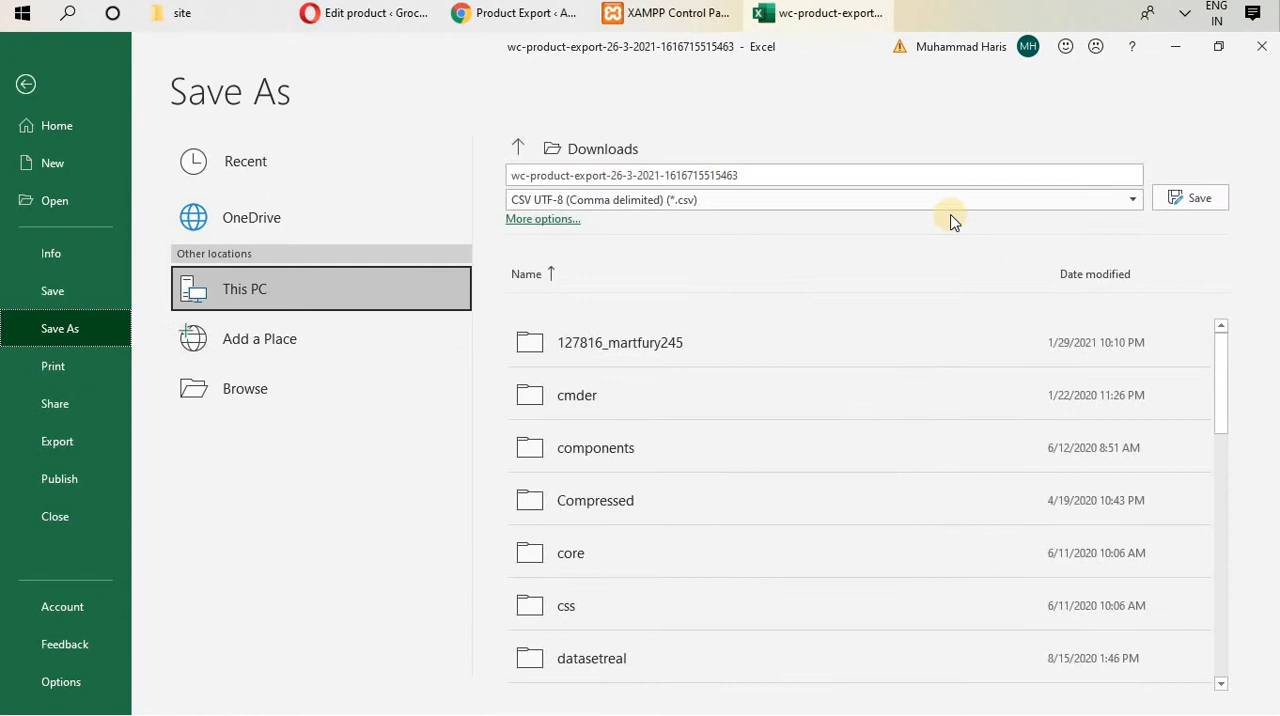 site
Edit product ‹ Groc...
Product Export ‹ A...
XAMPP Control Pa...
wc-product-export...
ENG
IN
wc-product-export-26-3-2021-1616715515463 - Excel
Muhammad Haris
MH
?
Save As
Home
New
Open
Info
Save
Save As
Print
Share
Export
Publish
Close
Account
Feedback
Options
Recent
OneDrive
Other locations
This PC
Add a Place
Browse
Downloads
wc-product-export-26-3-2021-1616715515463
CSV UTF-8 (Comma delimited) (*.csv)
Save
More options...
Name
Date modified
127816_martfury245
1/29/2021 10:10 PM
cmder
1/22/2020 11:26 PM
components
6/12/2020 8:51 AM
Compressed
4/19/2020 10:43 PM
core
6/11/2020 10:06 AM
css
6/11/2020 10:06 AM
datasetreal
8/15/2020 1:46 PM